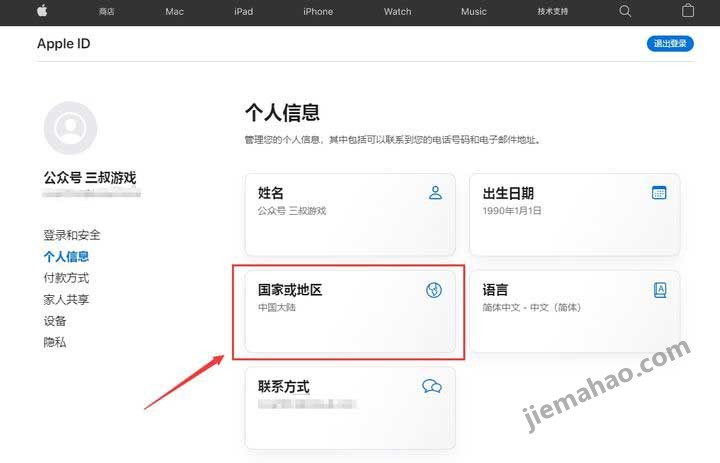 商店
Mac
iPad
iPhone
Watch
Music
技术支持
Apple ID
退出登录
个人信息
管理您的个人信息，其中包括可以联系到您的电话号码和电子邮件地址。
公众号 三叔游戏
登录和安全
个人信息
付款方式
家人共享
设备
隐私
姓名
公众号 三叔游戏
出生日期
1990年1月1日
国家或地区
中国大陆
语言
简体中文 - 中文（简体）
联系方式
jiemahao.com